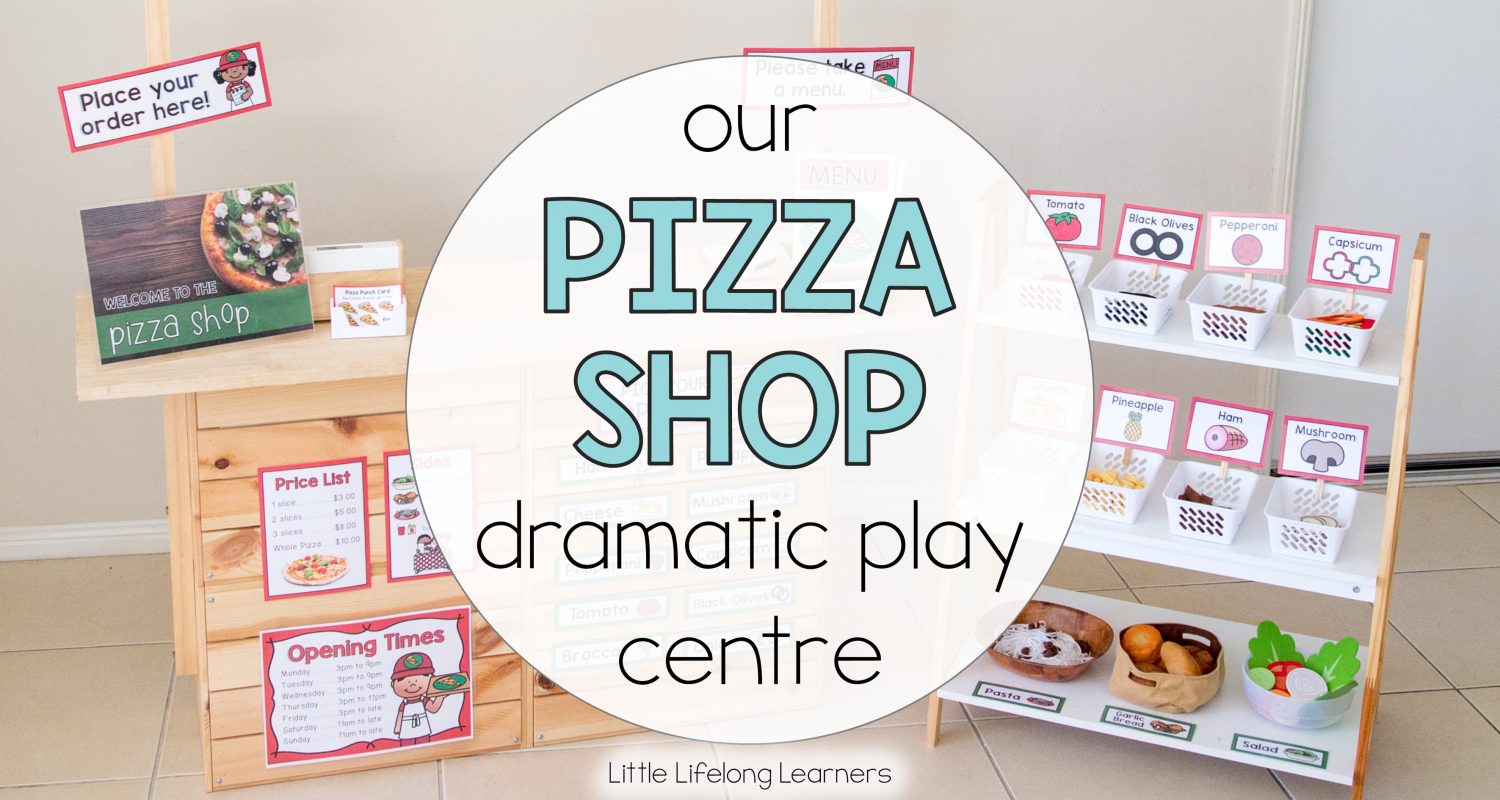 Place your
order here!
Please take
a menu.
MENU
MENU
our
PIZZA
SHOP
dramatic play
centre
Little Lifelong Learners
WELCOME TO THE
pizza shop
Pizza Punch Card
Price List
1 slice $3.00
2 slices $5.00
3 slices $8.00
Whole Pizza $10.00
Sides
Opening Times
Monday 3pm to 9pm
Tuesday 3pm to 9pm
Wednesday 3pm to 9pm
Thursday 3pm to 11pm
Friday 3pm to late
Saturday 11am to late
Sunday 11am to late
Cheese
Mushroom
Pepperoni
Capsicum
Tomato
Black Olives
Tomato
Black Olives
Pepperoni
Capsicum
Cheese
Pineapple
Ham
Mushroom
Pasta
Garlic
Bread
Salad